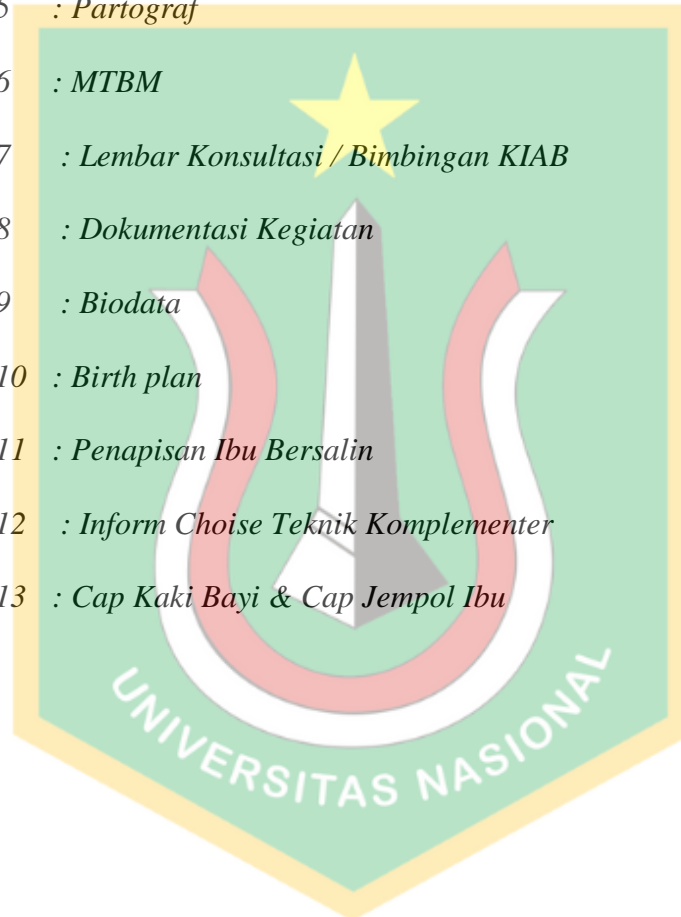 5 : Partograf
6 : MTBM
7 : Lembar Konsultasi / Bimbingan KIAB
8 : Dokumentasi Kegiatan
9 : Biodata
10 : Birth plan
11 : Penapisan Ibu Bersalin
12 : Inform Choise Teknik Komplementer
13 : Cap Kaki Bayi & Cap Jempol Ibu
UNIVERSITAS NASIONAL